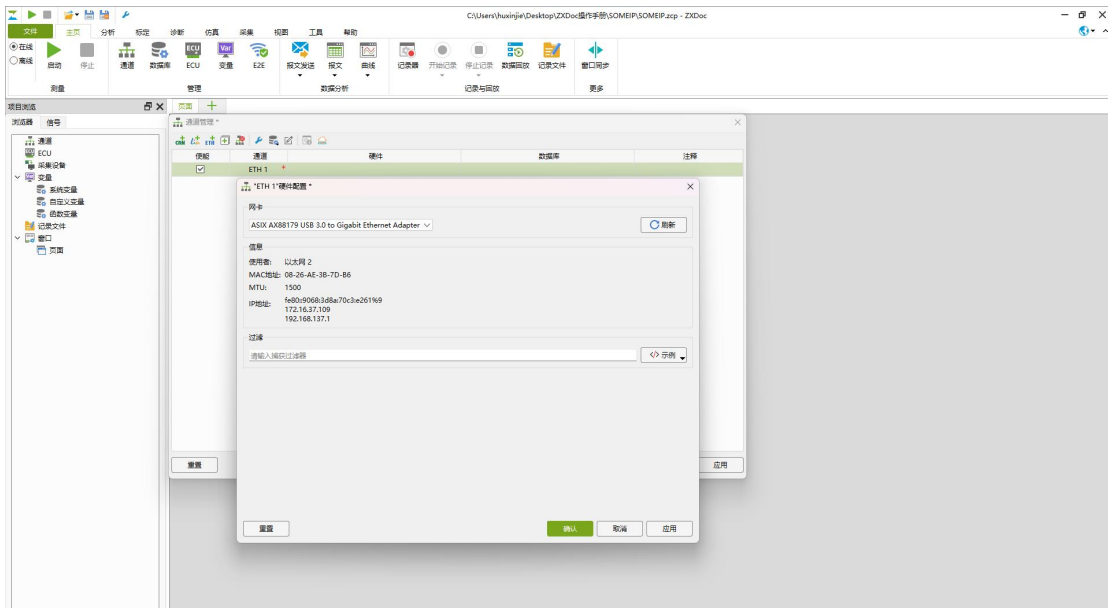 C:\Users\huxinjie\Desktop\ZXDoc操作手册\SOMEIP\SOMEIP.zcp - ZXDoc
文件 主页 分析 标定 诊断 仿真 采集 视图 工具 帮助
在线
离线
启动 停止 通道 数据库 ECU 变量 E2E 报文发送 报文 曲线 记录器 开始记录 停止记录 数据回放 记录文件 窗口同步
测量 管理 数据分析 记录与回放 更多
项目浏览
页面
浏览器 信号
通道
ECU
采集设备
变量
系统变量
自定义变量
函数变量
记录文件
窗口
页面
通道管理 *
使能 通道 硬件 数据库 注释
ETH 1 *
"ETH 1"硬件配置 *
网卡
ASIX AX88179 USB 3.0 to Gigabit Ethernet Adapter
刷新
信息
使用者: 以太网 2
MAC地址: 08-26-AE-3B-7D-B6
MTU: 1500
IP地址: fe80::9068:3d8a:70c3:e261%9
172.16.37.109
192.168.137.1
过滤
请输入捕获过滤器
</> 示例
重置 确认 取消 应用
重置 应用